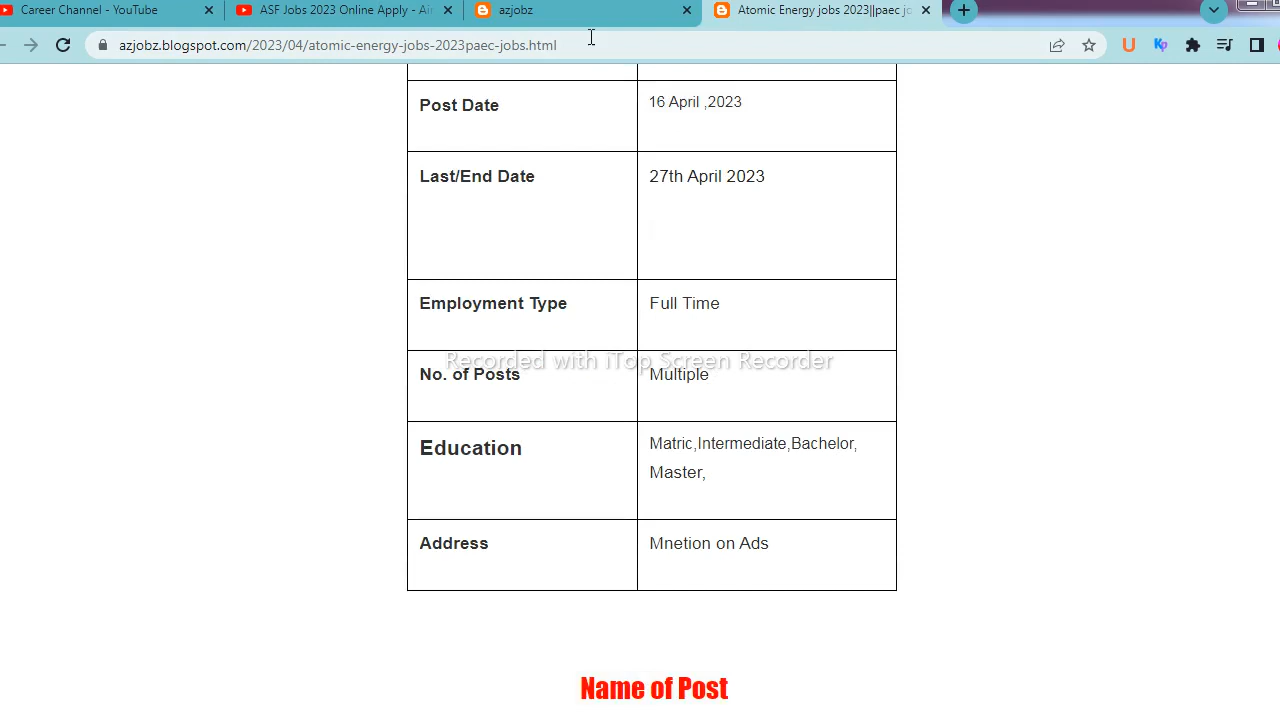 Career Channel - YouTube
ASF Jobs 2023 Online Apply - Air
azjobz
Atomic Energy jobs 2023||paec jo
azjobz.blogspot.com/2023/04/atomic-energy-jobs-2023paec-jobs.html
Post Date
16 April ,2023
Last/End Date
27th April 2023
Employment Type
Full Time
Recorded with iTop Screen Recorder
No. of Posts
Multiple
Education
Matric,Intermediate,Bachelor,
Master,
Address
Mnetion on Ads
Name of Post